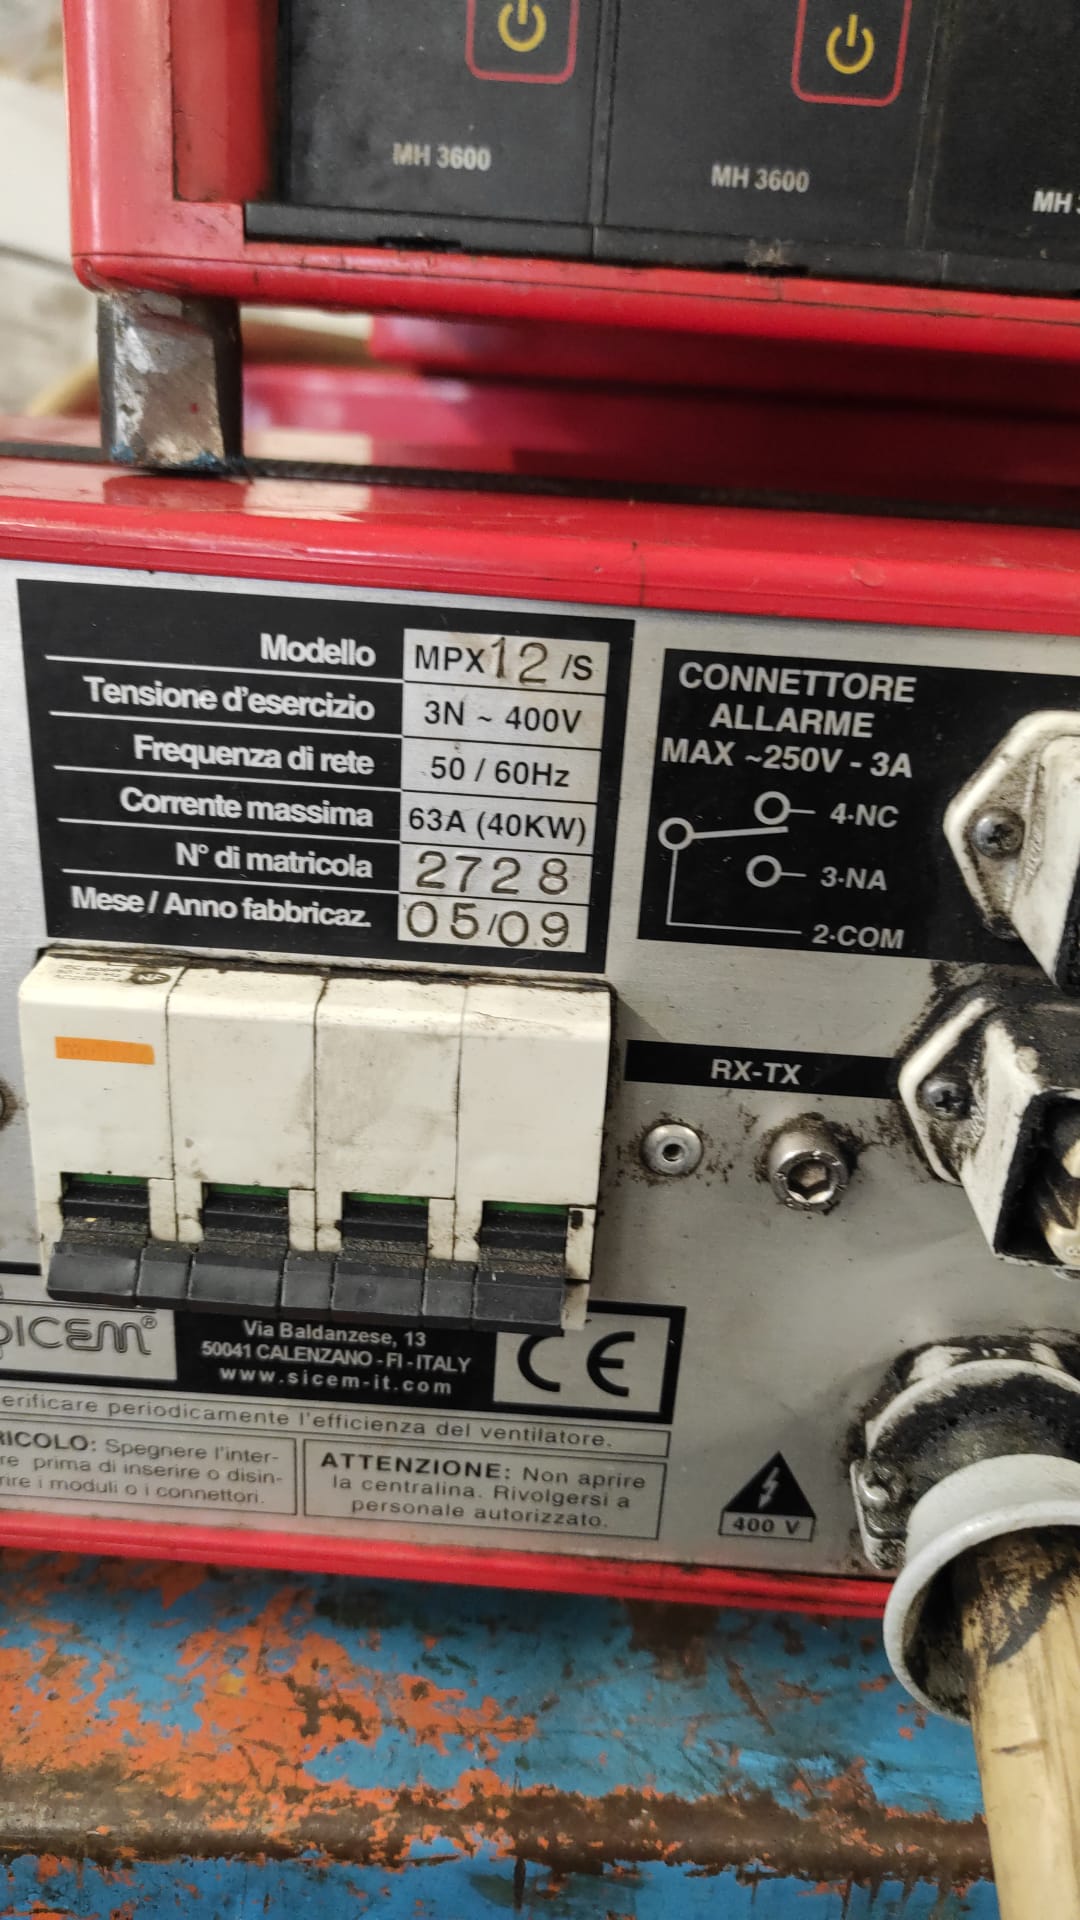 MH 3600
MH 3600
MH
Modello MPX12/S
Tensione d'esercizio 3N ~ 400V
Frequenza di rete 50 / 60Hz
Corrente massima 63A (40KW)
N° di matricola 2728
Mese / Anno fabbricaz. 05/09
CONNETTORE
ALLARME
MAX ~250V - 3A
4-NC
3-NA
2-COM
NF
RX-TX
SICEM®
Via Baldanzese, 13
50041 CALENZANO - FI - ITALY
www.sicem-it.com
CE
erificare periodicamente l'efficienza del ventilatore.
RICOLO: Spegnere l'inter-
re prima di inserire o disin-
rire i moduli o i connettori.
ATTENZIONE: Non aprire
la centralina. Rivolgersi a
personale autorizzato.
400 V